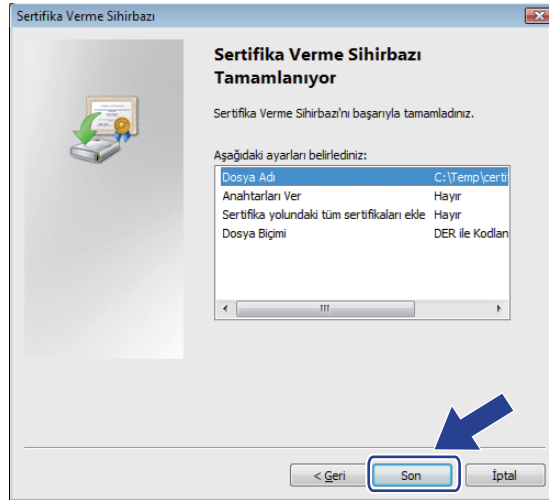 Sertifika Verme Sihirbazı
Sertifika Verme Sihirbazı
Tamamlanıyor
Sertifika Verme Sihirbazı'nı başarıyla tamamladınız.
Aşağıdaki ayarları belirlediniz:
Dosya Adı C:\Temp\certi
Anahtarları Ver Hayır
Sertifika yolundaki tüm sertifikaları ekle Hayır
Dosya Biçimi DER ile Kodlan
< Geri Son İptal